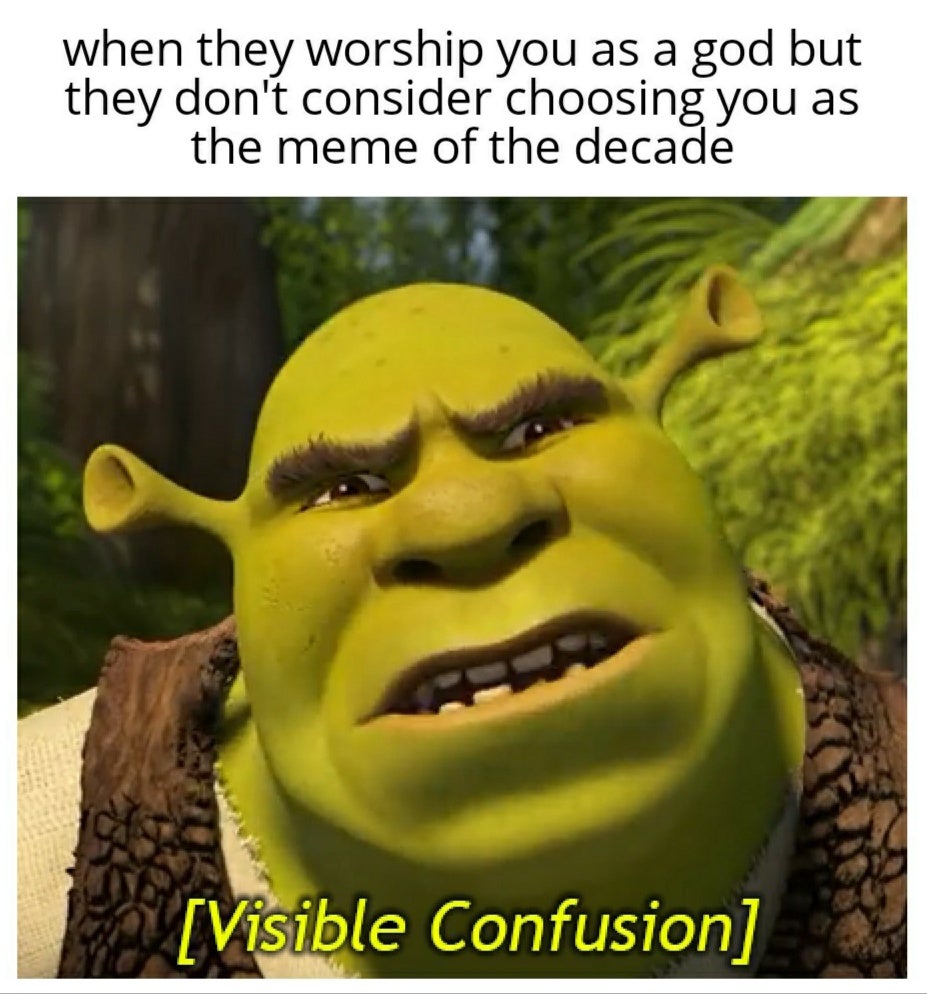 when they worship you as a god but
they don't consider choosing you as
the meme of the decade
[Visible Confusion]